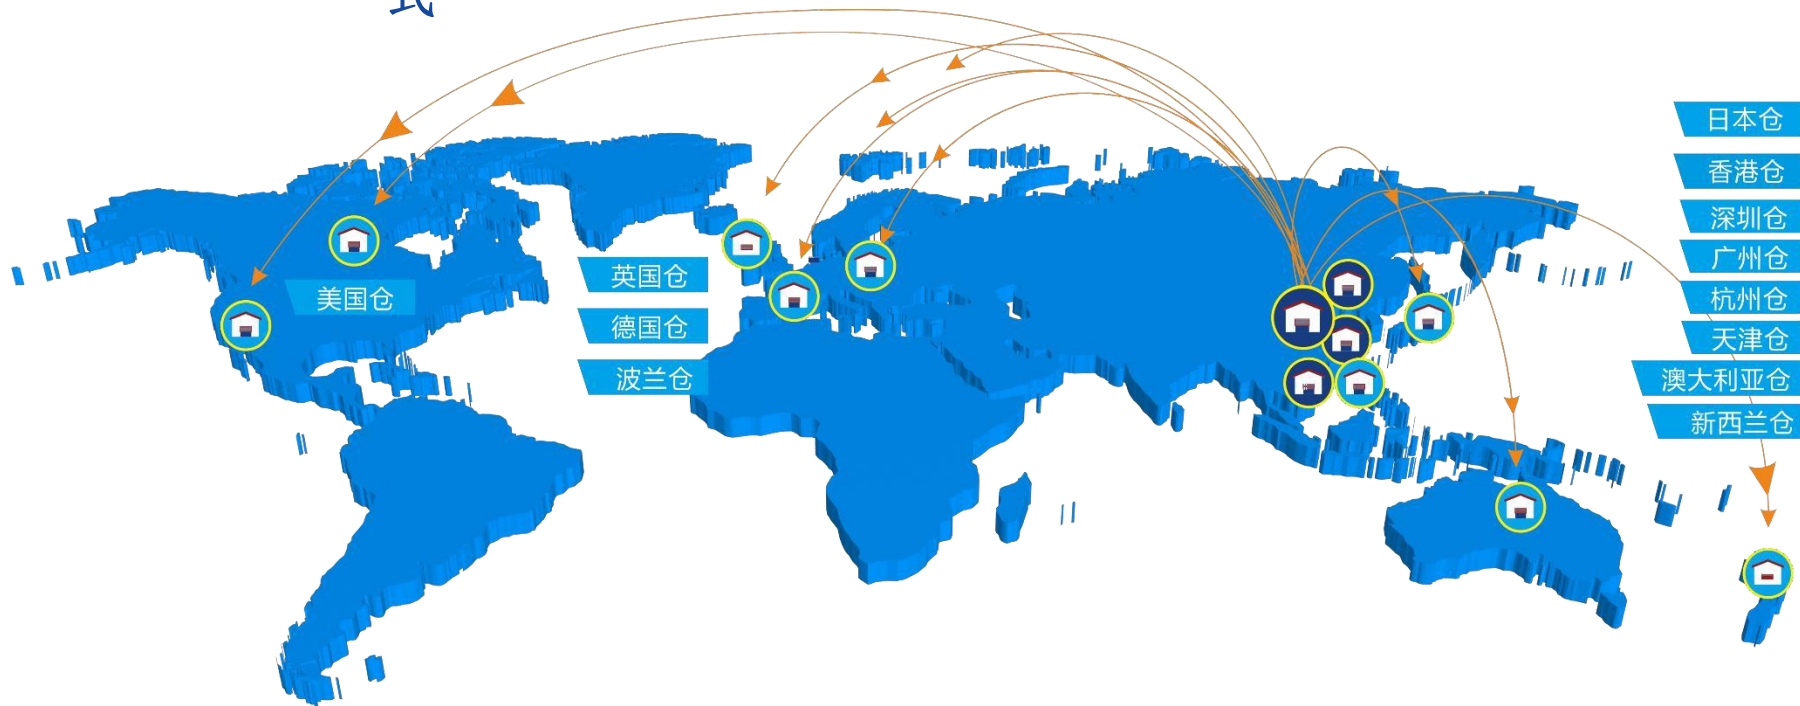 式
美国仓
英国仓
德国仓
波兰仓
日本仓
香港仓
深圳仓
广州仓
杭州仓
天津仓
澳大利亚仓
新西兰仓